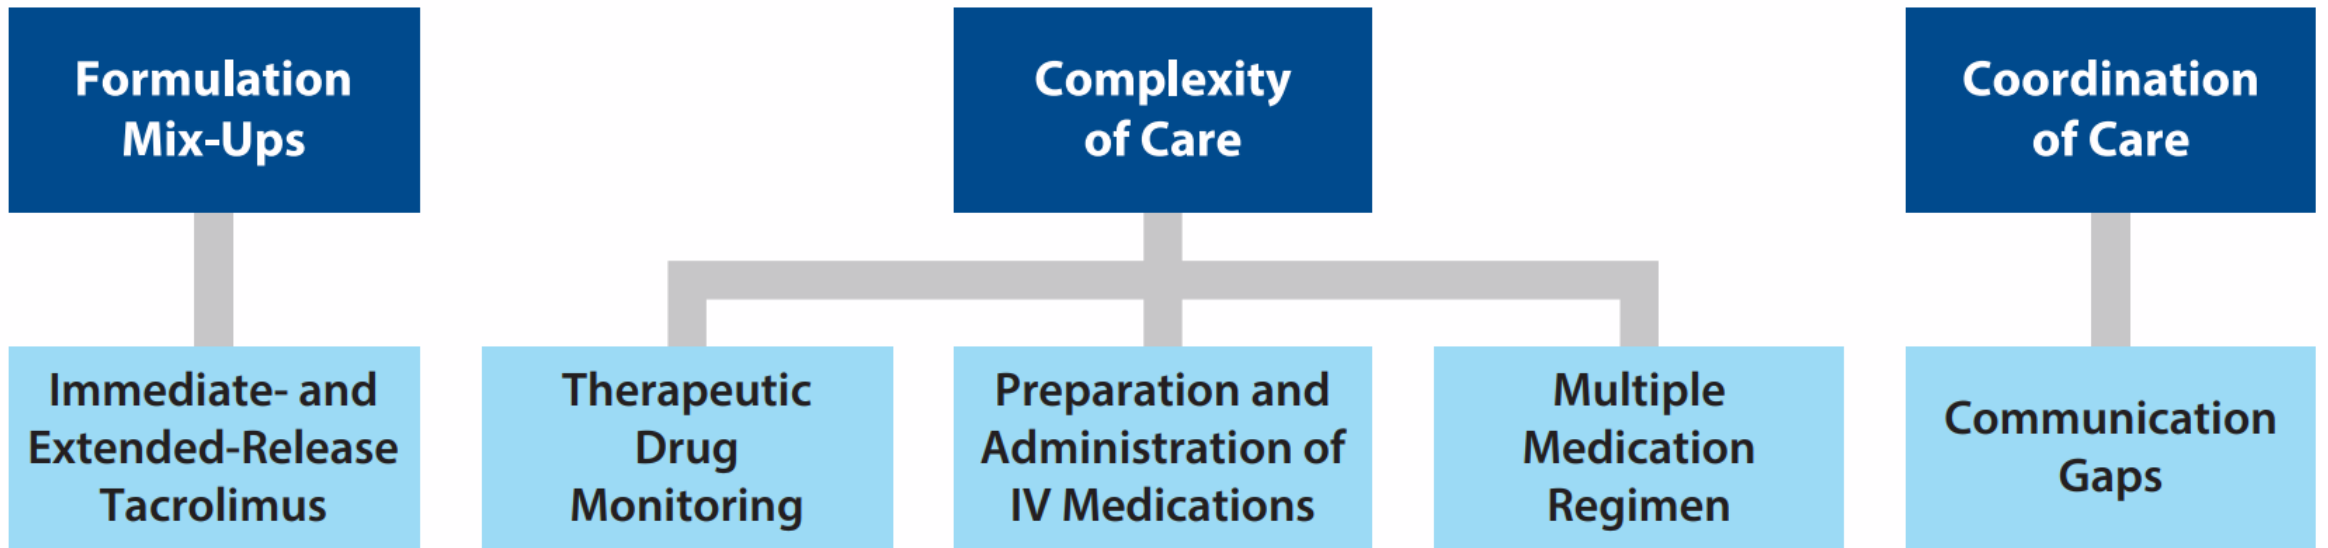 Formulation
Mix-Ups
Complexity
of Care
Coordination
of Care
Immediate- and
Extended-Release
Tacrolimus
Therapeutic
Drug
Monitoring
Preparation and
Administration of
IV Medications
Multiple
Medication
Regimen
Communication
Gaps